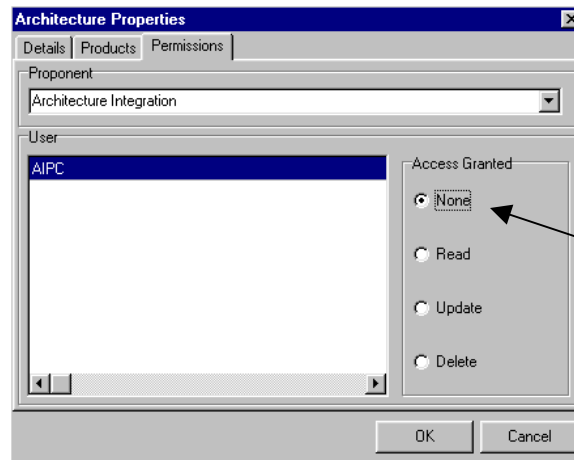 Architecture Properties
Details Products Permissions
Proponent
Architecture Integration
User
AIPC
Access Granted
None
Read
Update
Delete
OK Cancel